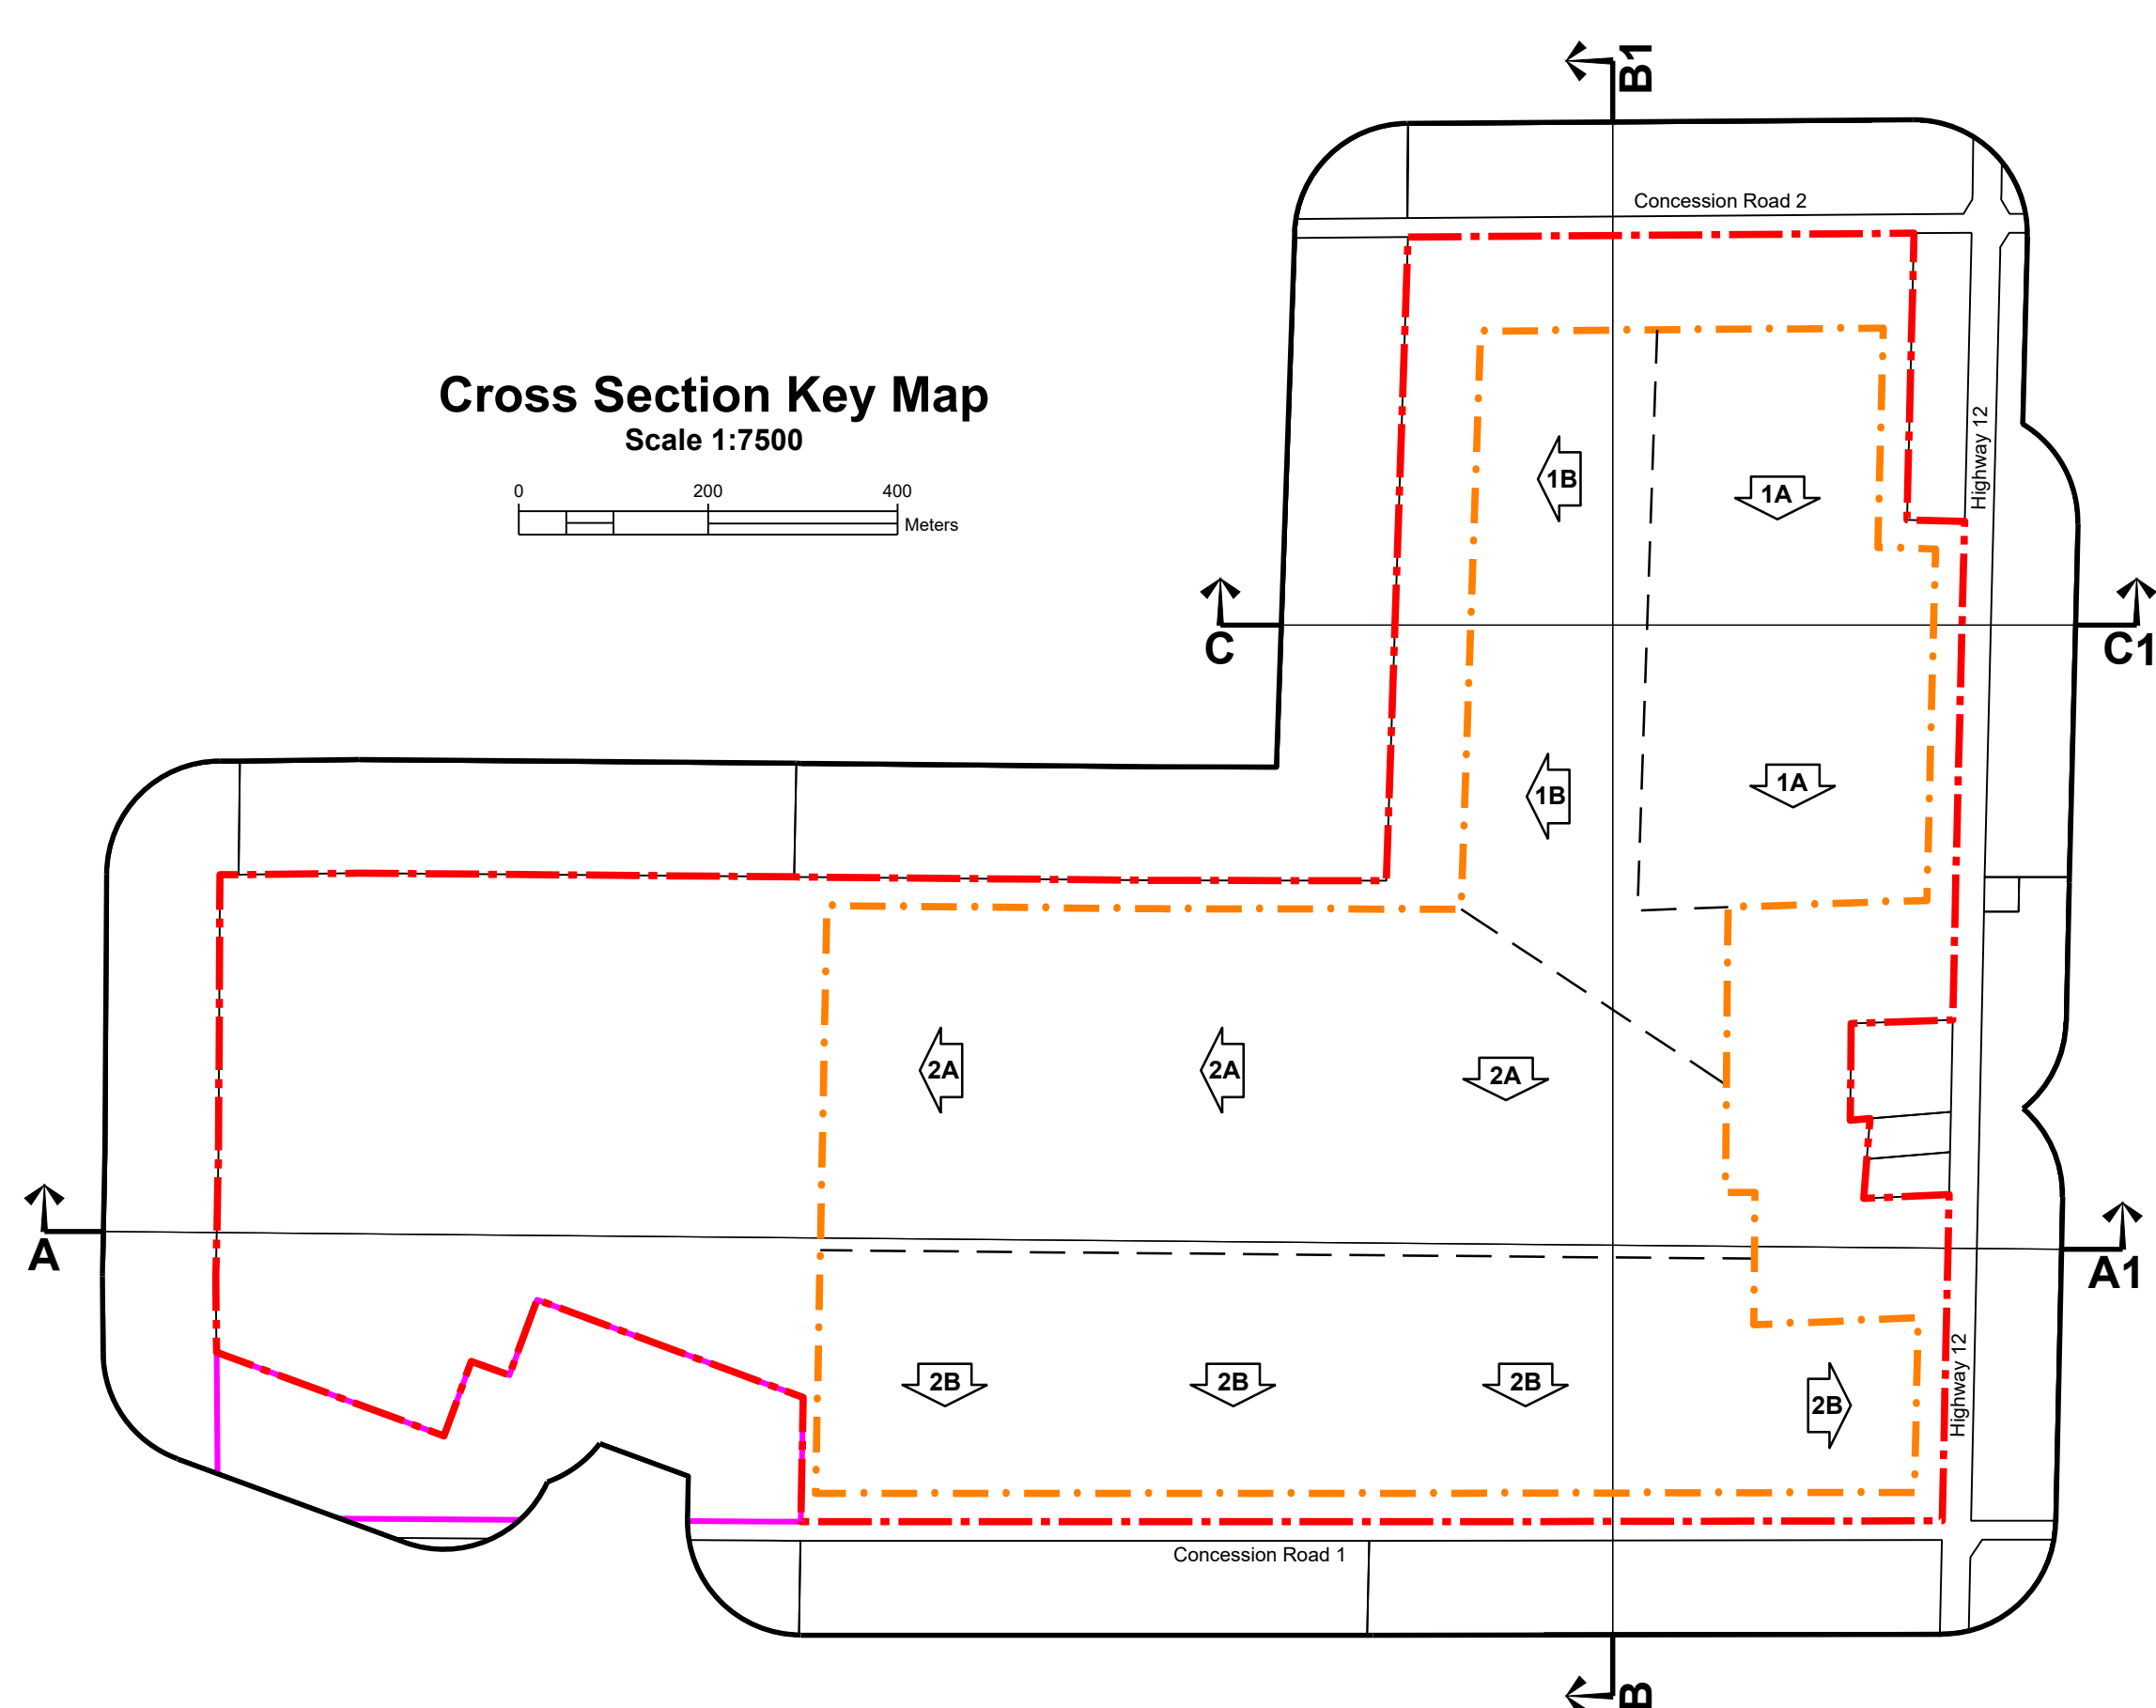 B1
Concession Road 2
Cross Section Key Map
Scale 1:7500
0 200 400
Meters
Highway 12
1B
1A
C
C1
1B
1A
2A
2A
2A
A
A1
2B
2B
2B
2B
Highway 12
Concession Road 1
B